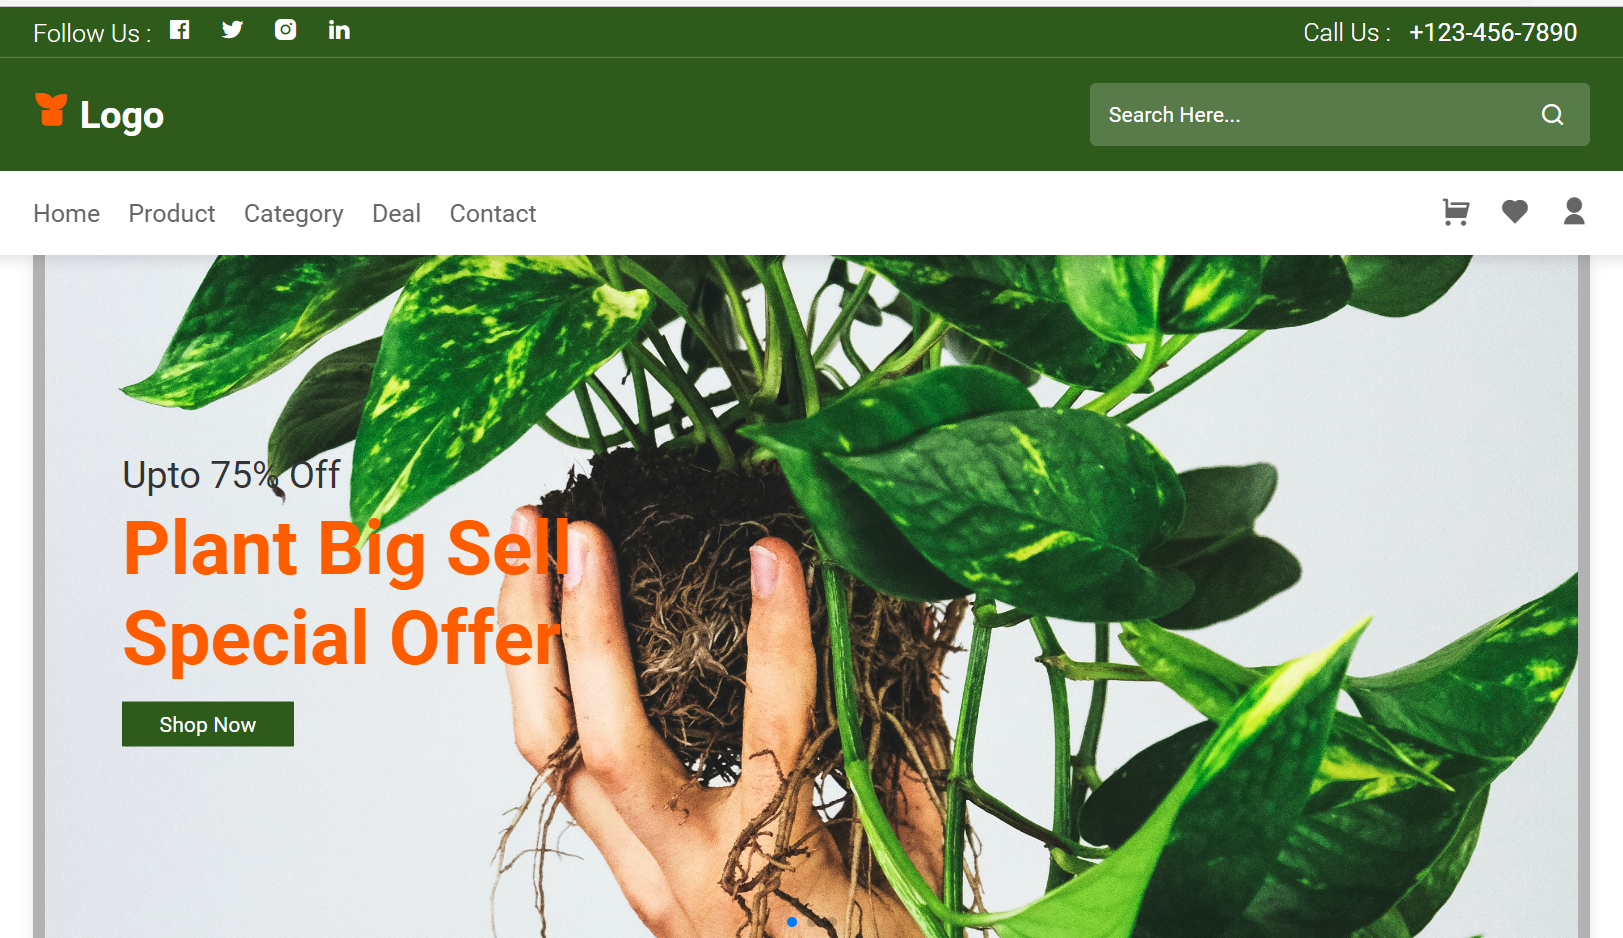 Follow Us :
Call Us : +123-456-7890
Logo
Search Here...
Home Product Category Deal Contact
Upto 75% Off
Plant Big Sell
Special Offer
Shop Now